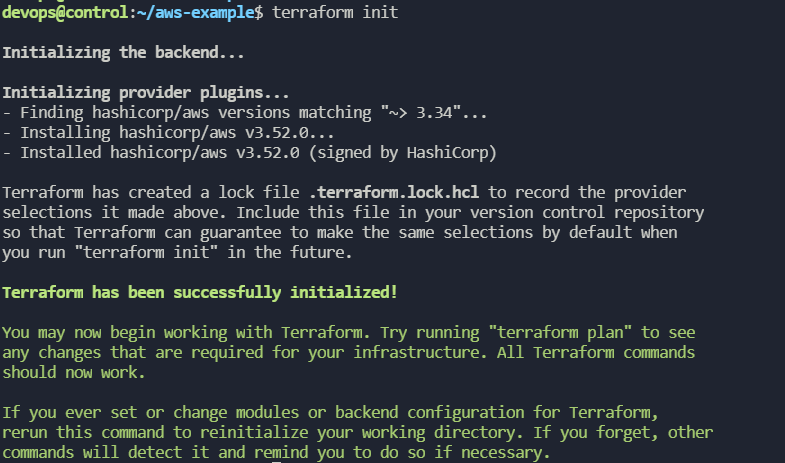 devops@control:~/aws-example$ terraform init
Initializing the backend...
Initializing provider plugins...
- Finding hashicorp/aws versions matching "~> 3.34"...
- Installing hashicorp/aws v3.52.0...
- Installed hashicorp/aws v3.52.0 (signed by HashiCorp)
Terraform has created a lock file .terraform.lock.hcl to record the provider
selections it made above. Include this file in your version control repository
so that Terraform can guarantee to make the same selections by default when
you run "terraform init" in the future.
Terraform has been successfully initialized!
You may now begin working with Terraform. Try running "terraform plan" to see
any changes that are required for your infrastructure. All Terraform commands
should now work.
If you ever set or change modules or backend configuration for Terraform,
rerun this command to reinitialize your working directory. If you forget, other
commands will detect it and remind you to do so if necessary.